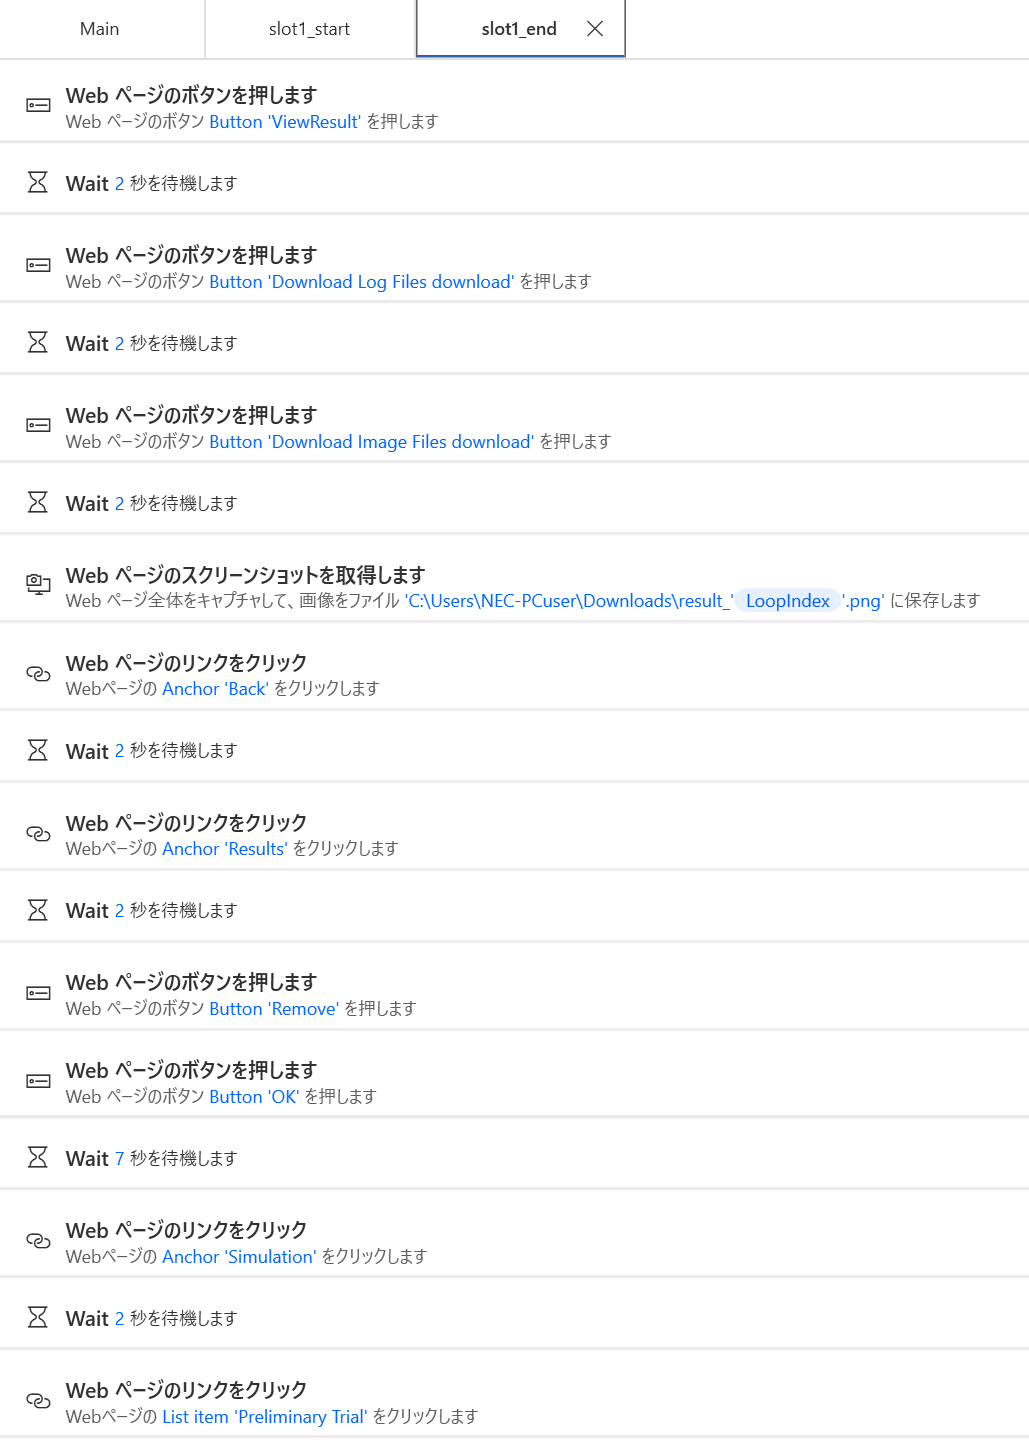 Main
slot1_start
slot1_end
Web ページのボタンを押します
Web ページのボタン Button 'ViewResult' を押します
Wait 2 秒を待機します
Web ページのボタンを押します
Web ページのボタン Button 'Download Log Files download' を押します
Wait 2 秒を待機します
Web ページのボタンを押します
Web ページのボタン Button 'Download Image Files download' を押します
Wait 2 秒を待機します
Web ページのスクリーンショットを取得します
Web ページ全体をキャプチャして、画像をファイル 'C:\Users\NEC-PCuser\Downloads\result_' LoopIndex '.png' に保存します
Web ページのリンクをクリック
Webページの Anchor 'Back' をクリックします
Wait 2 秒を待機します
Web ページのリンクをクリック
Webページの Anchor 'Results' をクリックします
Wait 2 秒を待機します
Web ページのボタンを押します
Web ページのボタン Button 'Remove' を押します
Web ページのボタンを押します
Web ページのボタン Button 'OK' を押します
Wait 7 秒を待機します
Web ページのリンクをクリック
Webページの Anchor 'Simulation' をクリックします
Wait 2 秒を待機します
Web ページのリンクをクリック
Webページの List item 'Preliminary Trial' をクリックします